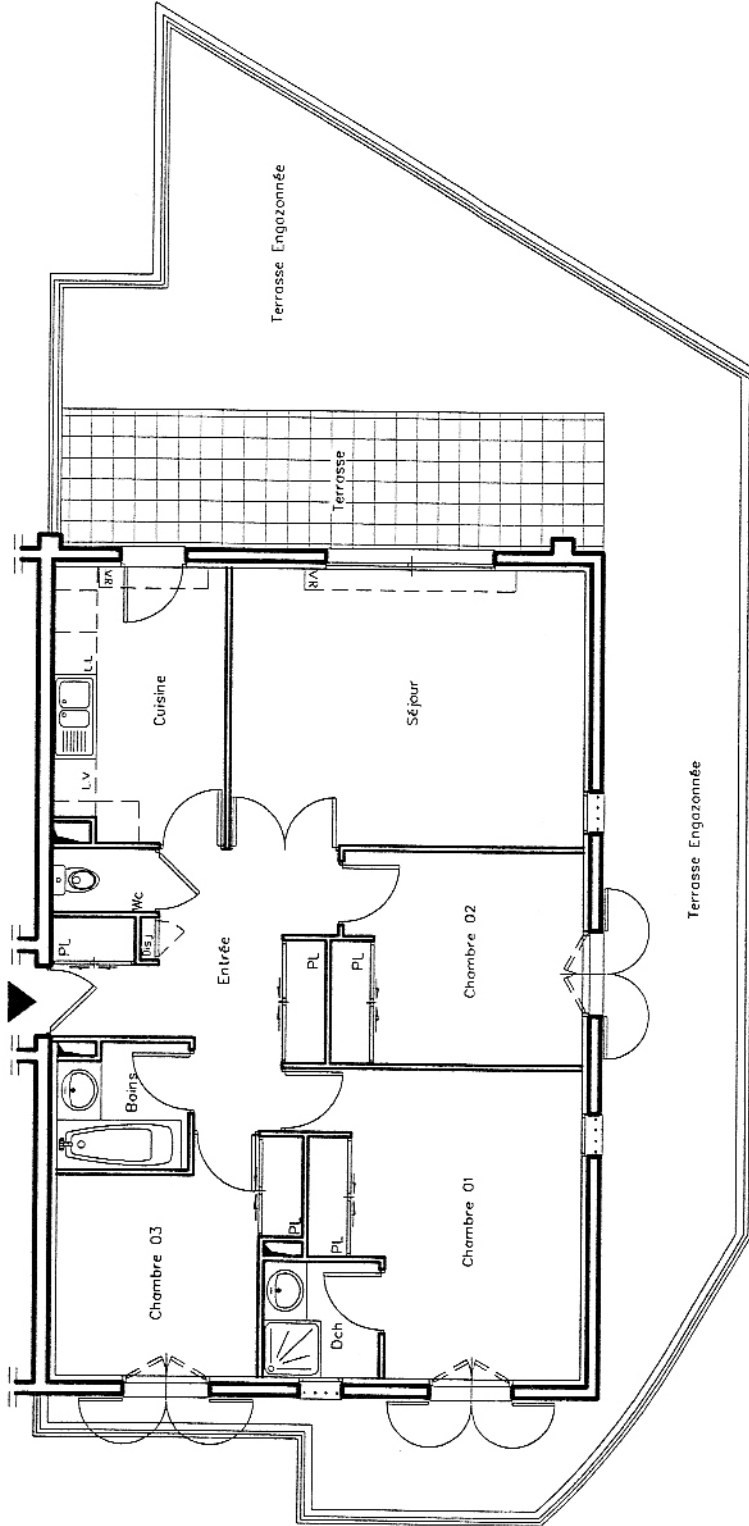 Terrasse Engazonnée
Terrasse
VR
VR
LL
Cuisine
LV
Séjour
Wc
Disj
PL
Entrée
PL
PL
Chambre 02
Terrasse Engazonnée
Bains
Chambre 03
PL
PL
Chambre 01
Dch